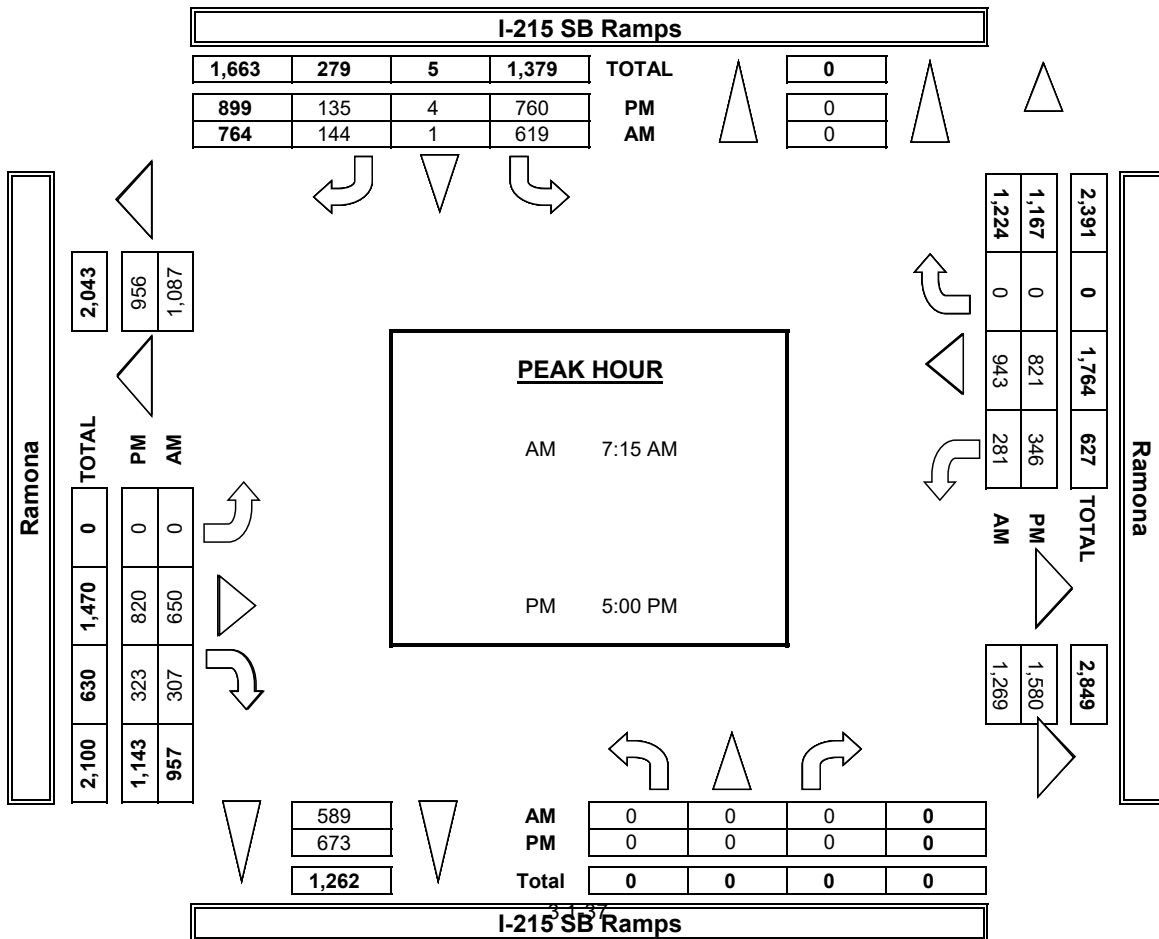 I-215 SB Ramps
1,663 279 5 1,379 TOTAL 0
899 135 4 760 PM 0
764 144 1 619 AM 0
Ramona
2,043
956
1,087
TOTAL
PM
AM
0 1,470 630 2,100
0 820 323 1,143
0 650 307 957
PEAK HOUR
AM 7:15 AM
PM 5:00 PM
2,391 0 1,764 627 TOTAL
1,167 0 821 346 PM
1,224 0 943 281 AM
2,849
1,580
1,269
Ramona
589 AM 0 0 0 0
673 PM 0 0 0 0
1,262 Total 0 0 0 0
3.1-37
I-215 SB Ramps